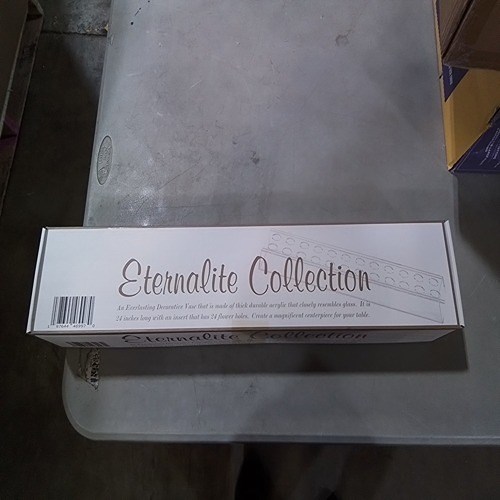 Eternalite Collection
An Everlasting Decorative Vase that is made of thick durable acrylic that closely resembles glass. It is
24 inches long with an insert that has 24 flower holes. Create a magnificent centerpiece for your table.
Eternalite Collection